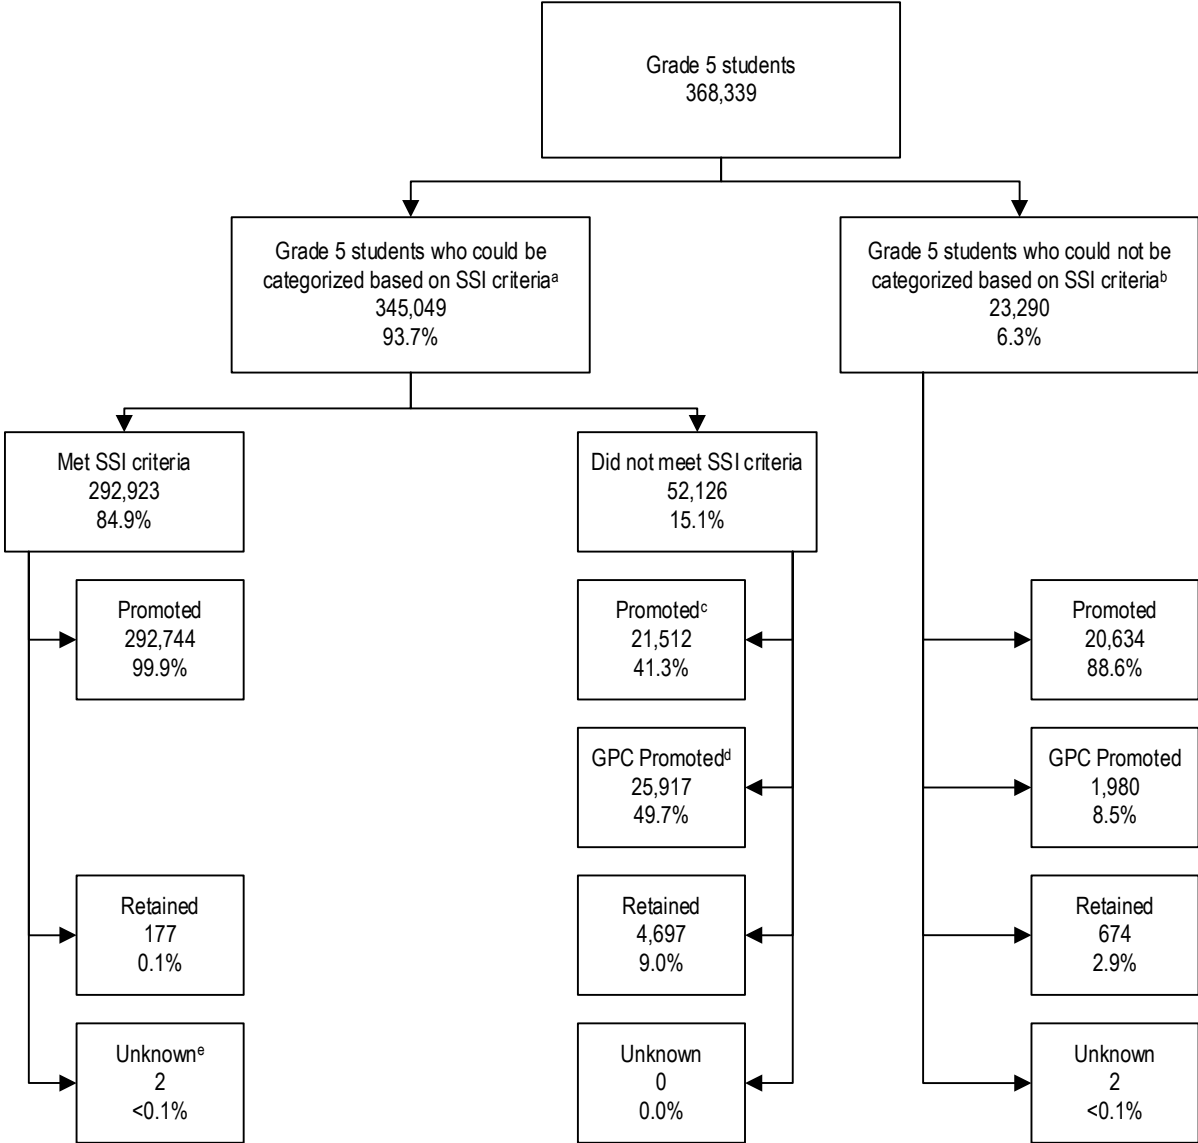 Grade 5 students
368,339
Grade 5 students who could be
categorized based on SSI criteriaᵃ
345,049
93.7%
Grade 5 students who could not be
categorized based on SSI criteriaᵇ
23,290
6.3%
Met SSI criteria
292,923
84.9%
Did not meet SSI criteria
52,126
15.1%
Promoted
292,744
99.9%
Promotedᶜ
21,512
41.3%
Promoted
20,634
88.6%
GPC Promotedᵈ
25,917
49.7%
GPC Promoted
1,980
8.5%
Retained
177
0.1%
Retained
4,697
9.0%
Retained
674
2.9%
Unknownᵉ
2
<0.1%
Unknown
0
0.0%
Unknown
2
<0.1%